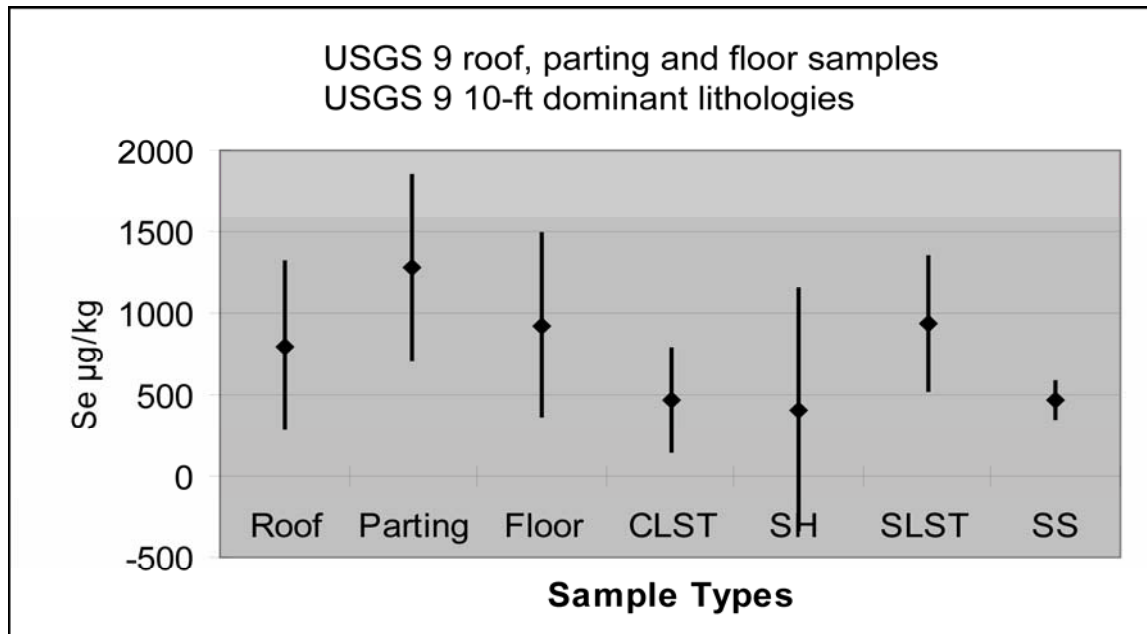 USGS 9 roof, parting and floor samples
USGS 9 10-ft dominant lithologies
2000
1500
1000
500
0
-500
Se µg/kg
Roof Parting Floor CLST SH SLST SS
Sample Types